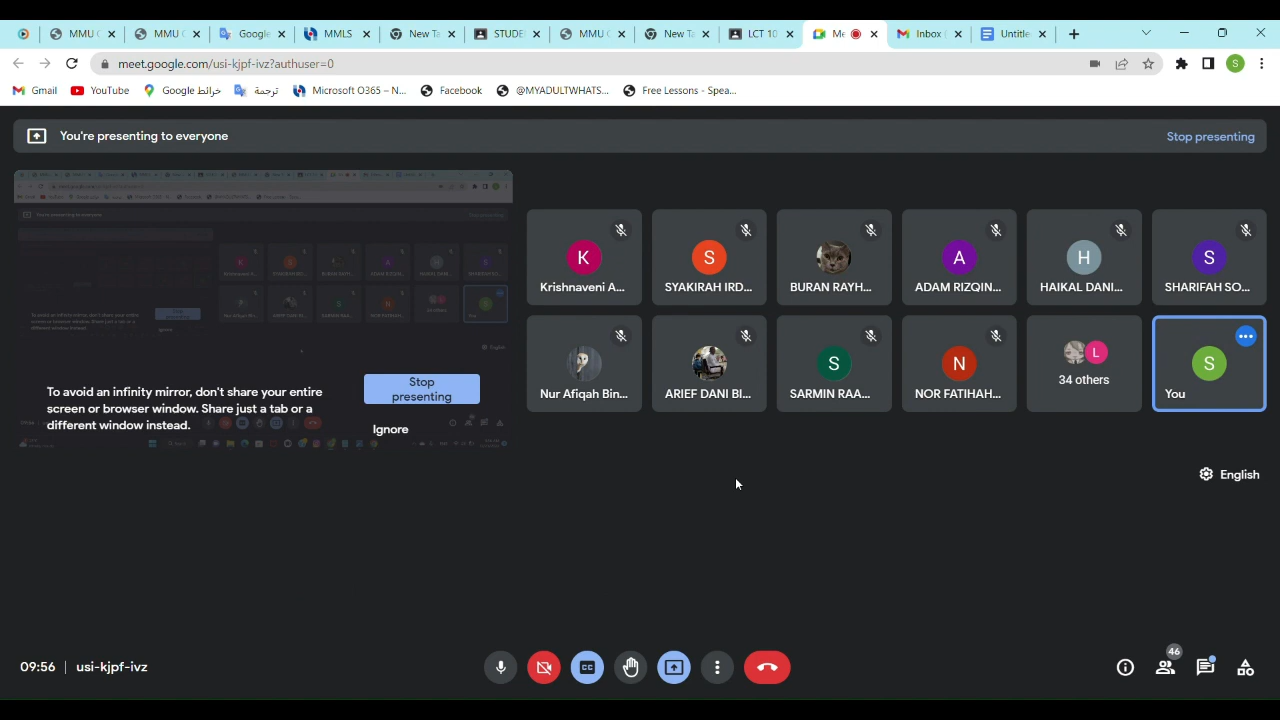 MMU
MMU
Google
MMLS
New Ta
STUDE
MMU
New Ta
LCT 10
Me
Inbox
Untitle
meet.google.com/usi-kjpf-ivz?authuser=0
S
Gmail
YouTube
خرائط Google
ترجمة
Microsoft O365 – N...
Facebook
@MYADULTWHATS...
Free Lessons - Spea...
You're presenting to everyone
Stop presenting
K
Krishnaveni A...
S
SYAKIRAH IRD...
BURAN RAYH...
A
ADAM RIZQIN...
H
HAIKAL DANI...
S
SHARIFAH SO...
Nur Afiqah Bin...
ARIEF DANI BI...
S
SARMIN RAA...
N
NOR FATIHAH...
L
34 others
S
You
To avoid an infinity mirror, don't share your entire
screen or browser window. Share just a tab or a
different window instead.
Stop
presenting
Ignore
English
09:56 | usi-kjpf-ivz
CC
46